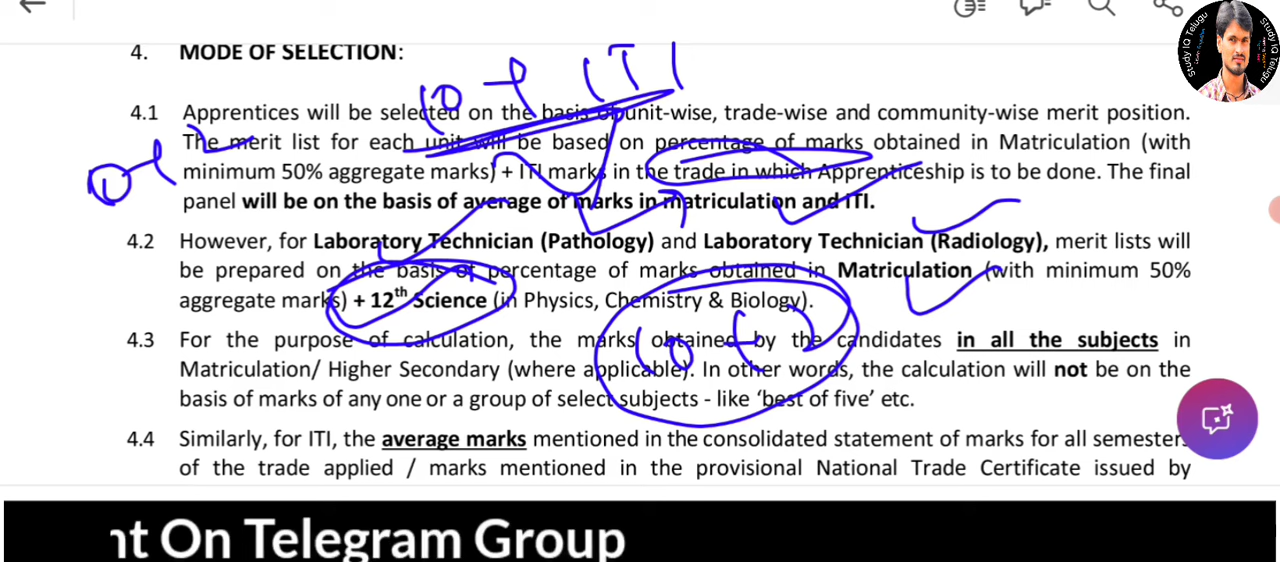 4. MODE OF SELECTION:
10 + ITI
4.1 Apprentices will be selected on the basis of unit-wise, trade-wise and community-wise merit position.
The merit list for each unit will be based on percentage of marks obtained in Matriculation (with
minimum 50% aggregate marks) + ITI marks in the trade in which Apprenticeship is to be done. The final
panel will be on the basis of average of marks in matriculation and ITI.
4.2 However, for Laboratory Technician (Pathology) and Laboratory Technician (Radiology), merit lists will
be prepared on the basis of percentage of marks obtained in Matriculation (with minimum 50%
aggregate marks) + 12th Science (in Physics, Chemistry & Biology).
4.3 For the purpose of calculation, the marks obtained by the candidates in all the subjects in
Matriculation/ Higher Secondary (where applicable). In other words, the calculation will not be on the
basis of marks of any one or a group of select subjects - like ‘best of five’ etc.
4.4 Similarly, for ITI, the average marks mentioned in the consolidated statement of marks for all semesters
of the trade applied / marks mentioned in the provisional National Trade Certificate issued by
nt On Telegram Group
Study IQ Telugu
Study IQ Telugu